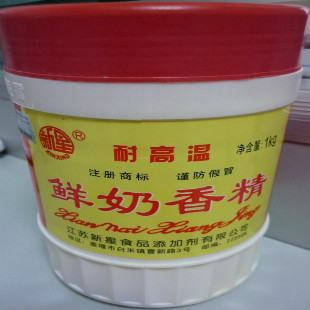 新星®
XINXING
净含量:1kg
耐高温
注册商标 谨防假冒
鲜奶香精
Xian Nai Xiang Jing
江苏新星食品添加剂有限公司